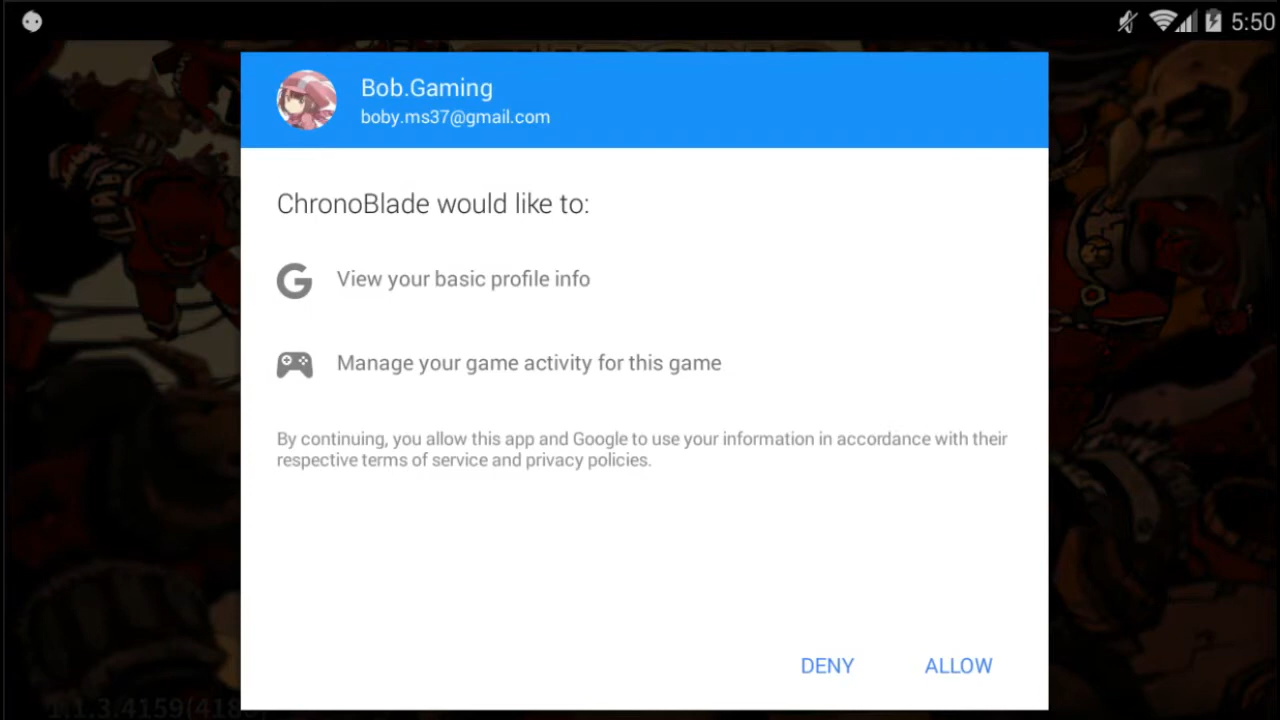 5:50
Bob.Gaming
boby.ms37@gmail.com
ChronoBlade would like to:
View your basic profile info
Manage your game activity for this game
By continuing, you allow this app and Google to use your information in accordance with their
respective terms of service and privacy policies.
DENY ALLOW